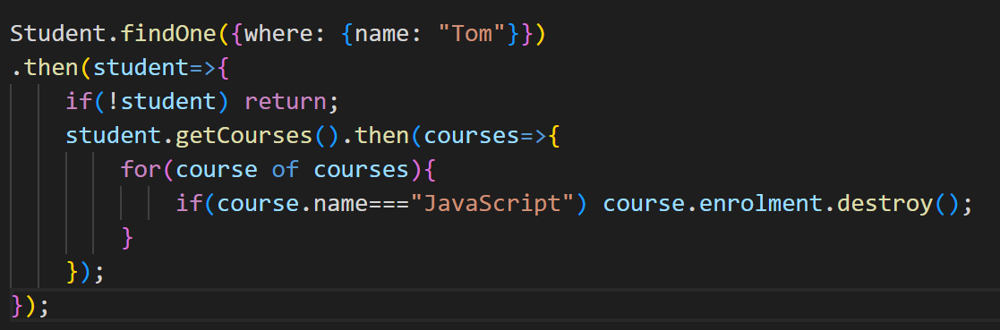 Student.findOne({where: {name: "Tom"}})
.then(student=>{
    if(!student) return;
    student.getCourses().then(courses=>{
        for(course of courses){
            if(course.name==="JavaScript") course.enrolment.destroy();
        }
    });
});